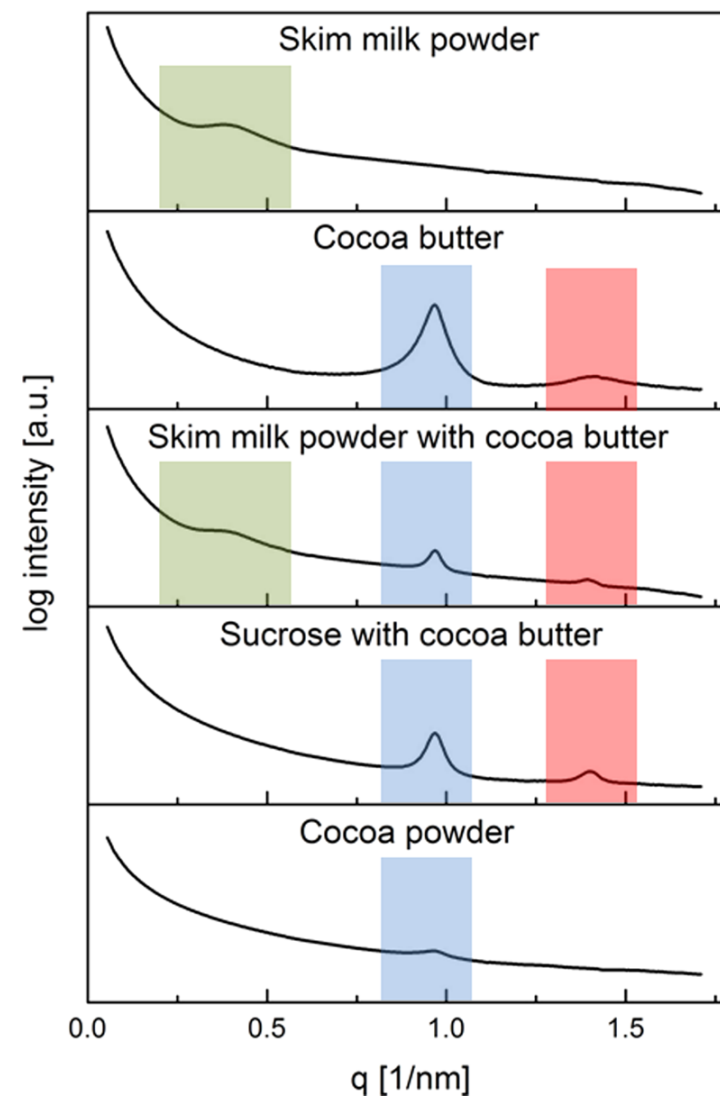 Skim milk powder
Cocoa butter
Skim milk powder with cocoa butter
Sucrose with cocoa butter
Cocoa powder
log intensity [a.u.]
0.0 0.5 1.0 1.5
q [1/nm]